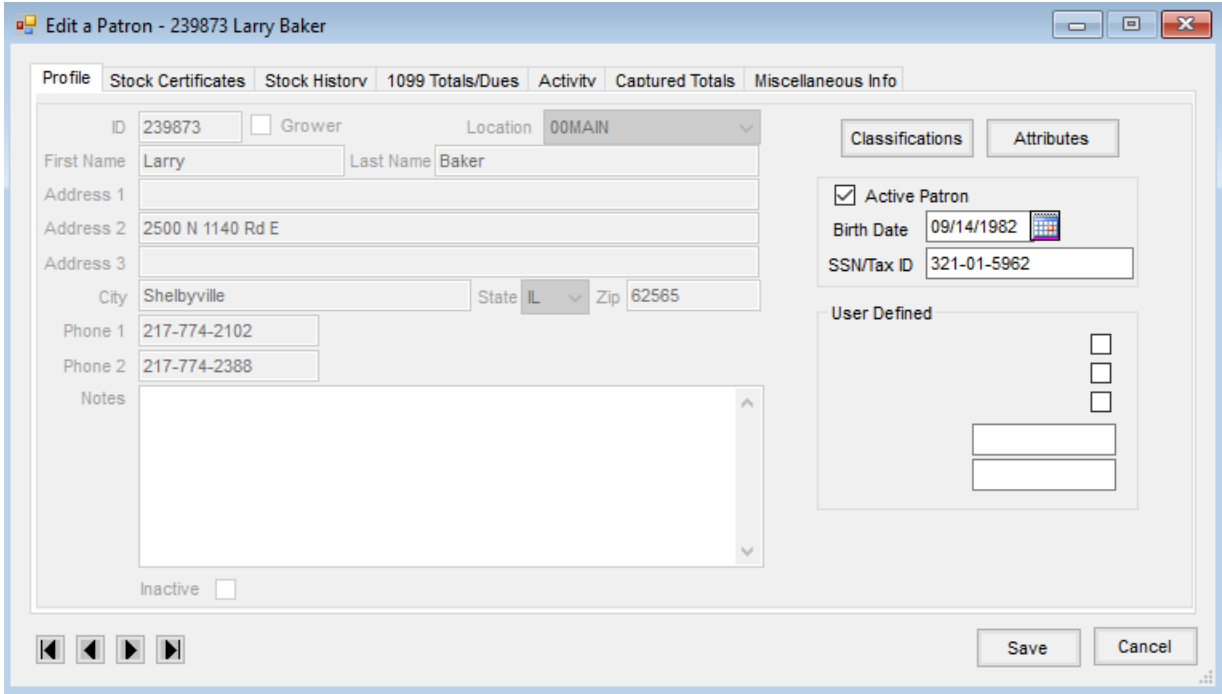 Edit a Patron - 239873 Larry Baker
Profile Stock Certificates Stock History 1099 Totals/Dues Activity Captured Totals Miscellaneous Info
ID 239873 Grower Location 00MAIN
First Name Larry Last Name Baker
Address 1
Address 2 2500 N 1140 Rd E
Address 3
City Shelbyville State IL Zip 62565
Phone 1 217-774-2102
Phone 2 217-774-2388
Notes
Inactive
Classifications Attributes
Active Patron
Birth Date 09/14/1982
SSN/Tax ID 321-01-5962
User Defined
Save Cancel